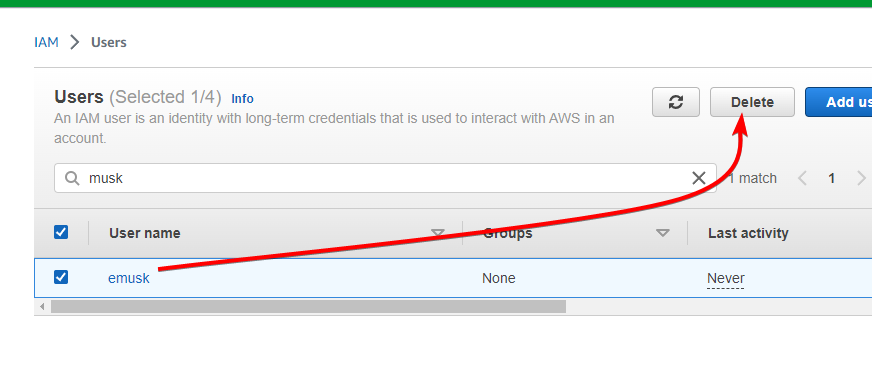 IAM > Users
Users (Selected 1/4) Info
Delete
Add us
An IAM user is an identity with long-term credentials that is used to interact with AWS in an
account.
musk
1 match
1
User name
Groups
Last activity
emusk
None
Never